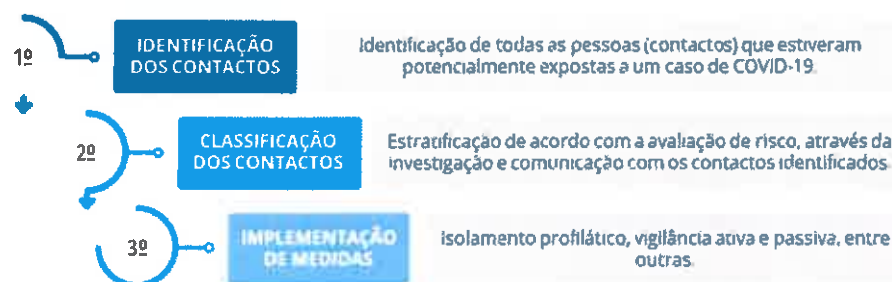 1º
IDENTIFICAÇÃO
DOS CONTACTOS
Identificação de todas as pessoas (contactos) que estiveram
potencialmente expostas a um caso de COVID-19.
2º
CLASSIFICAÇÃO
DOS CONTACTOS
Estratificação de acordo com a avaliação de risco, através da
investigação e comunicação com os contactos identificados.
3º
IMPLEMENTAÇÃO
DE MEDIDAS
Isolamento profilático, vigilância ativa e passiva, entre
outras.